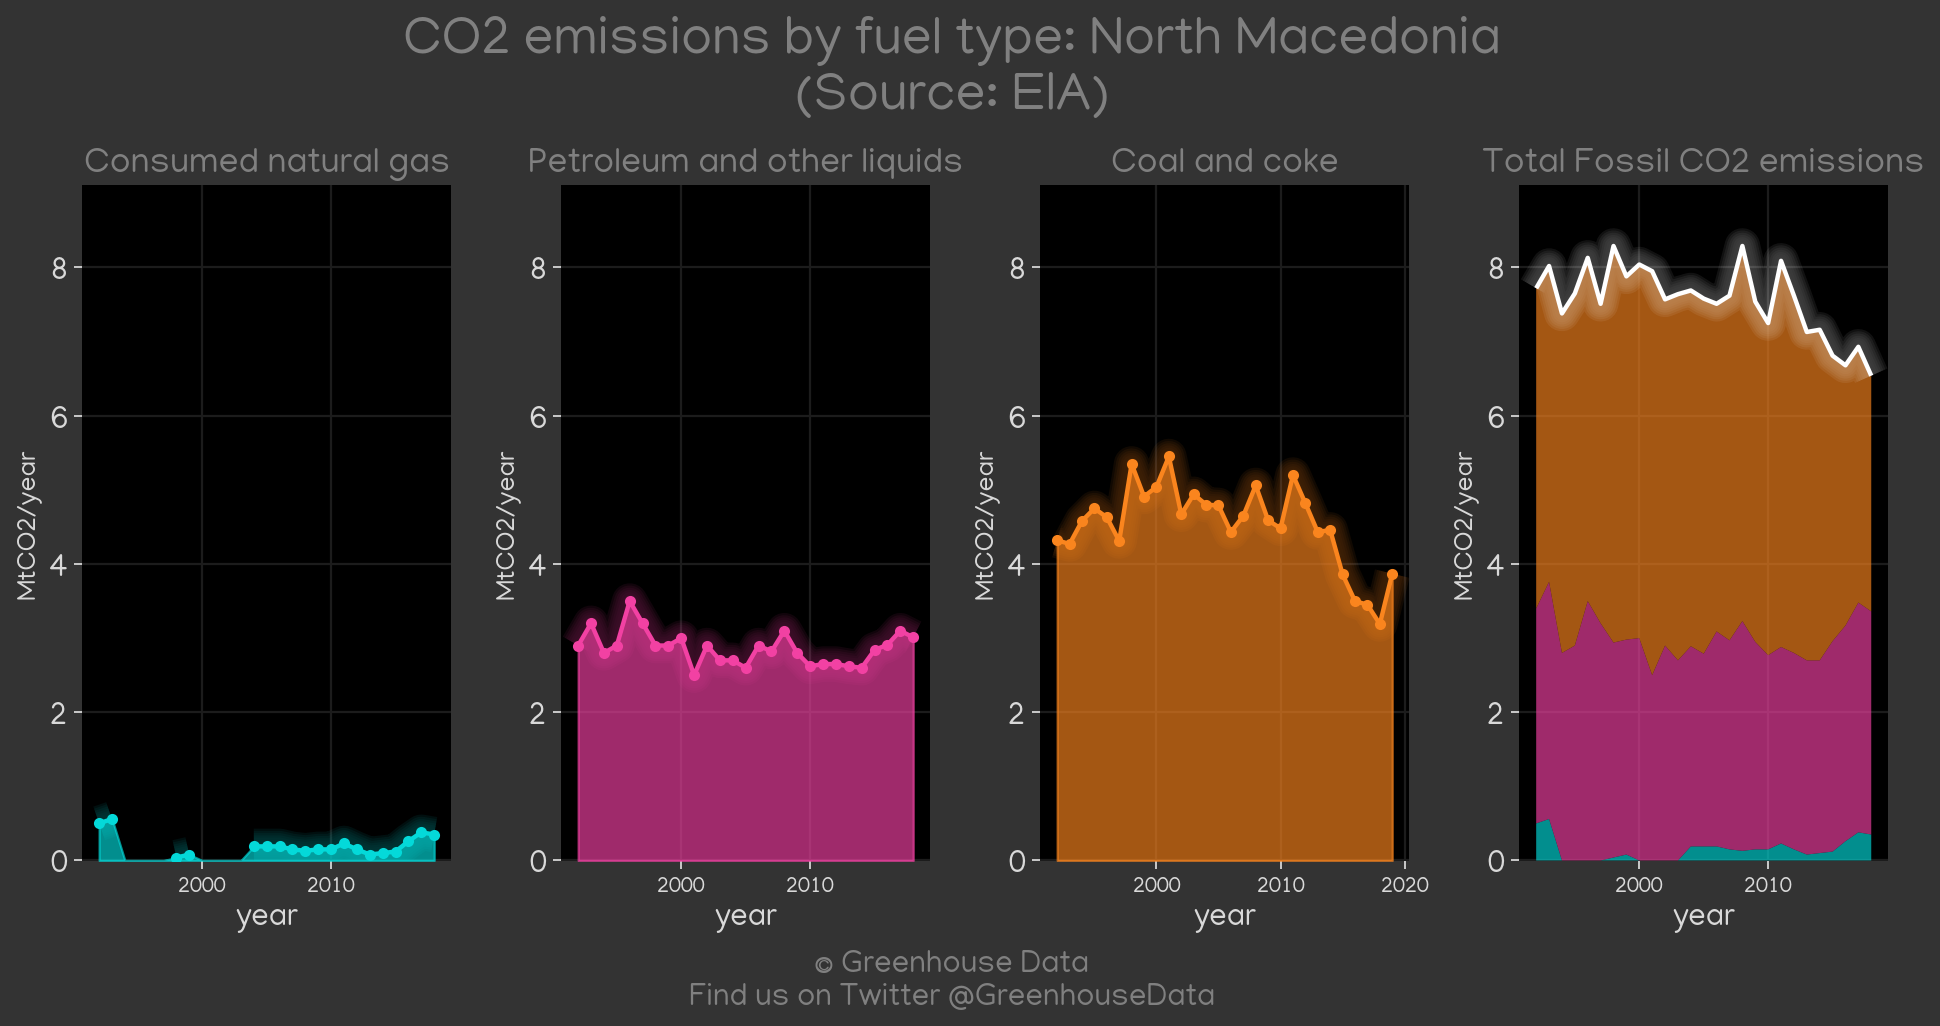 CO2 emissions by fuel type: North Macedonia
(Source: EIA)
Consumed natural gas
Petroleum and other liquids
Coal and coke
Total Fossil CO2 emissions
MtCO2/year
8
6
4
2
0
2000
2010
year
MtCO2/year
8
6
4
2
0
2000
2010
year
MtCO2/year
8
6
4
2
0
2000
2010
2020
year
MtCO2/year
8
6
4
2
0
2000
2010
year
© Greenhouse Data
Find us on Twitter @GreenhouseData